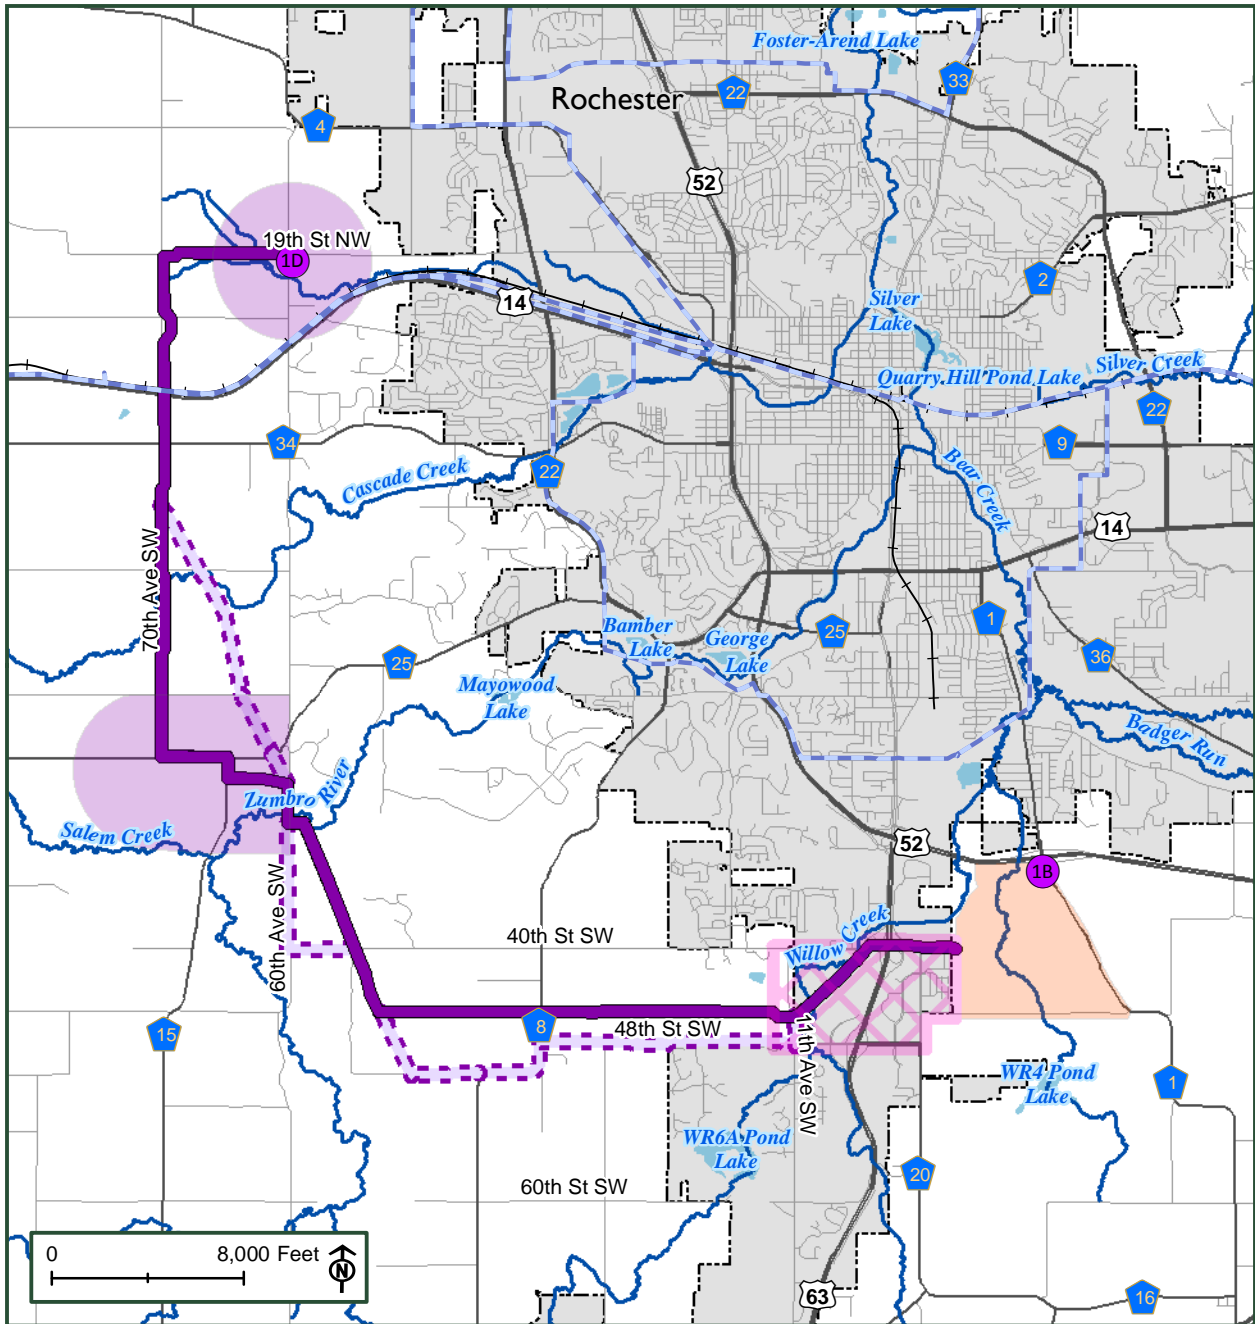 Foster-Arend Lake
33
22
Rochester
4
52
19th St NW
1D
2
14
Silver
Lake
Silver Creek
Quarry Hill Pond Lake
22
34
9
Cascade Creek
22
Bear Creek
14
70th Ave SW
1
25
Bamber
Lake
George
Lake
36
25
Mayowood
Lake
Badger Run
Zumbro River
Salem Creek
52
1B
60th Ave SW
40th St SW
Willow Creek
15
8
48th St SW
11th Ave SW
WR4 Pond
Lake
1
WR6A Pond
Lake
20
60th St SW
0 8,000 Feet
N
63
16